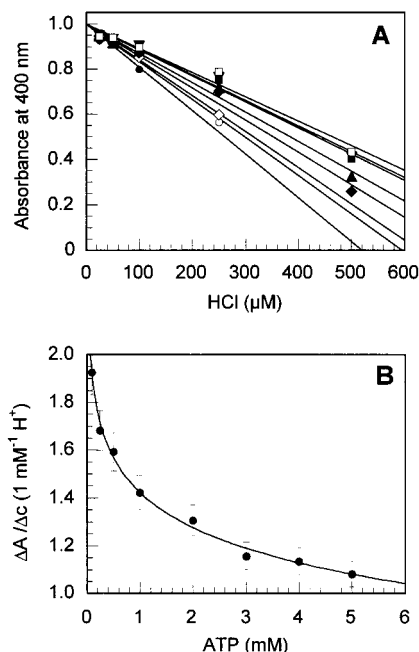 A
Absorbance at 400 nm
1.0
0.8
0.6
0.4
0.2
0
0 100 200 300 400 500 600
HCl (µM)
B
ΔA /Δc (1 mM⁻¹ H⁺)
2.0
1.8
1.6
1.4
1.2
1.0
0 1 2 3 4 5 6
ATP (mM)